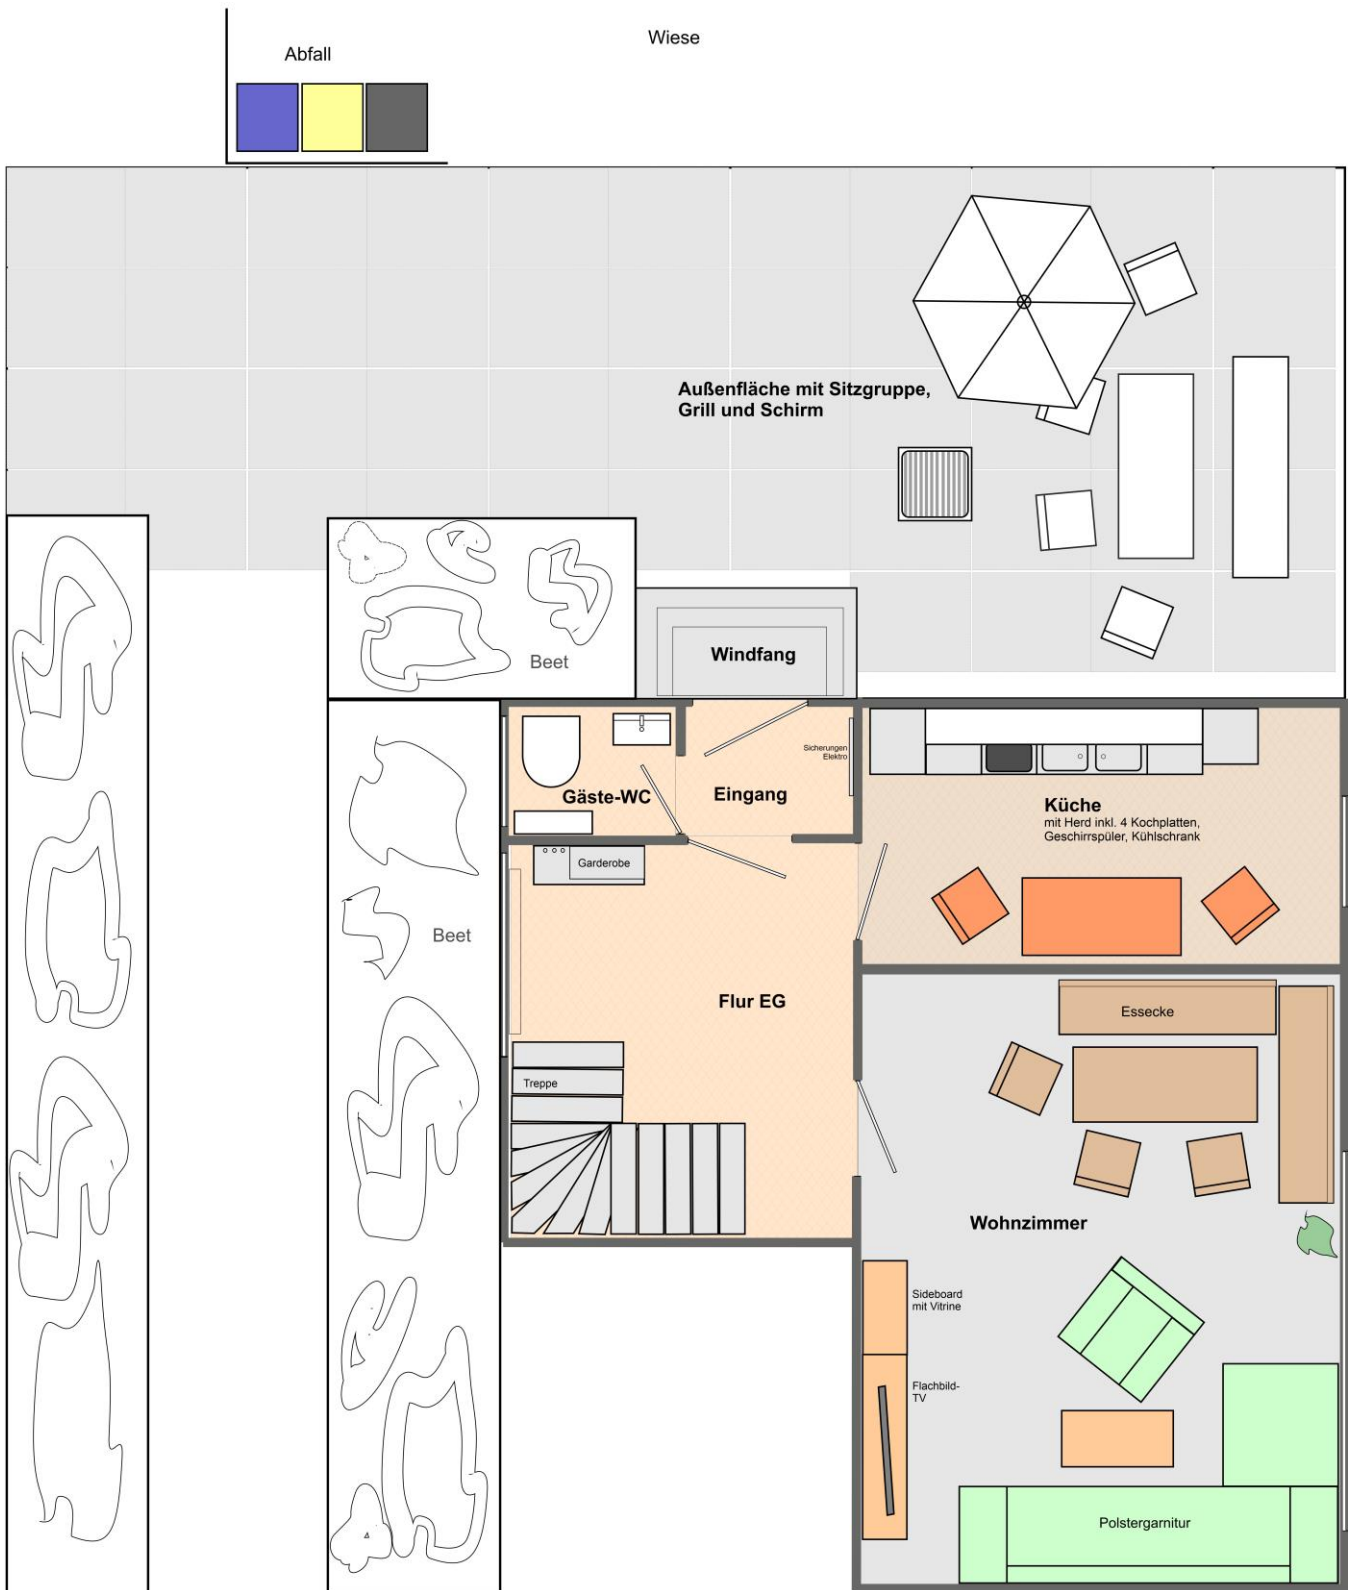 Wiese
Abfall
Außenfläche mit Sitzgruppe,
Grill und Schirm
Windfang
Beet
Sicherungen
Elektro
Gäste-WC
Eingang
Küche
mit Herd inkl. 4 Kochplatten,
Geschirrspüler, Kühlschrank
Garderobe
Beet
Flur EG
Essecke
Treppe
Wohnzimmer
Sideboard
mit Vitrine
Flachbild-
TV
Polstergarnitur